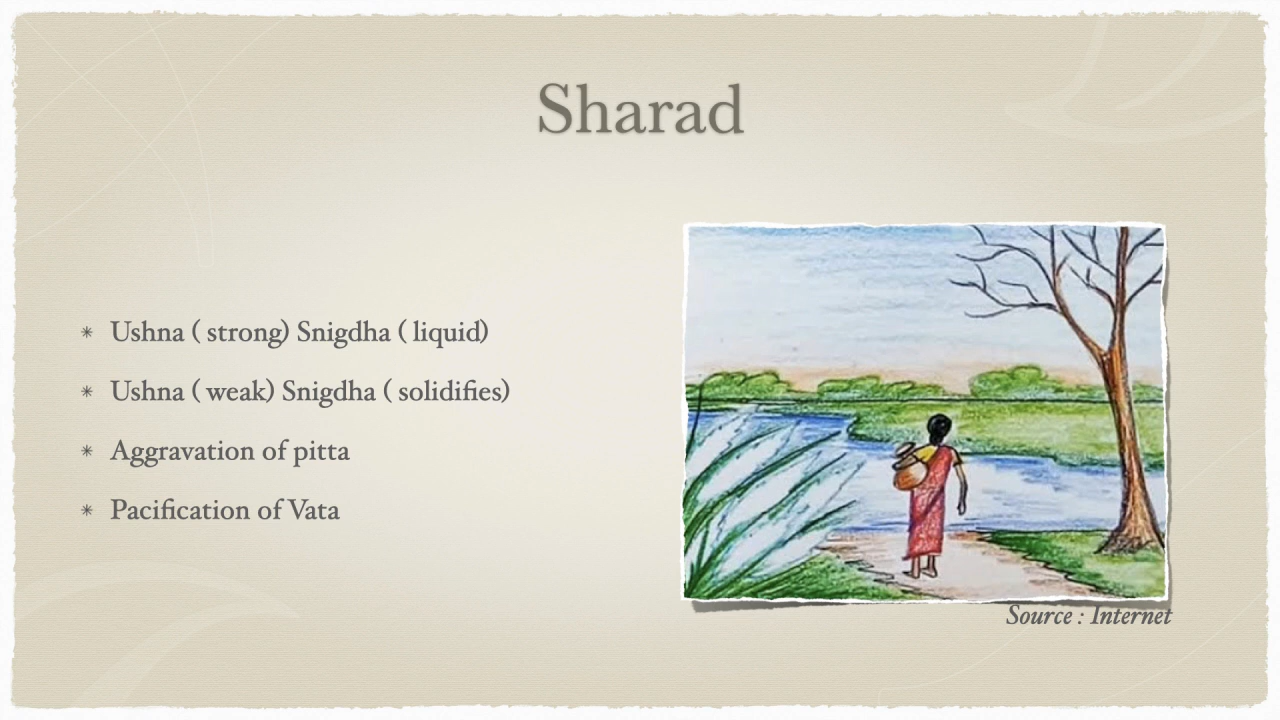 Sharad
* Ushna ( strong) Snigdha ( liquid)
* Ushna ( weak) Snigdha ( solidifies)
* Aggravation of pitta
* Pacification of Vata
Source : Internet